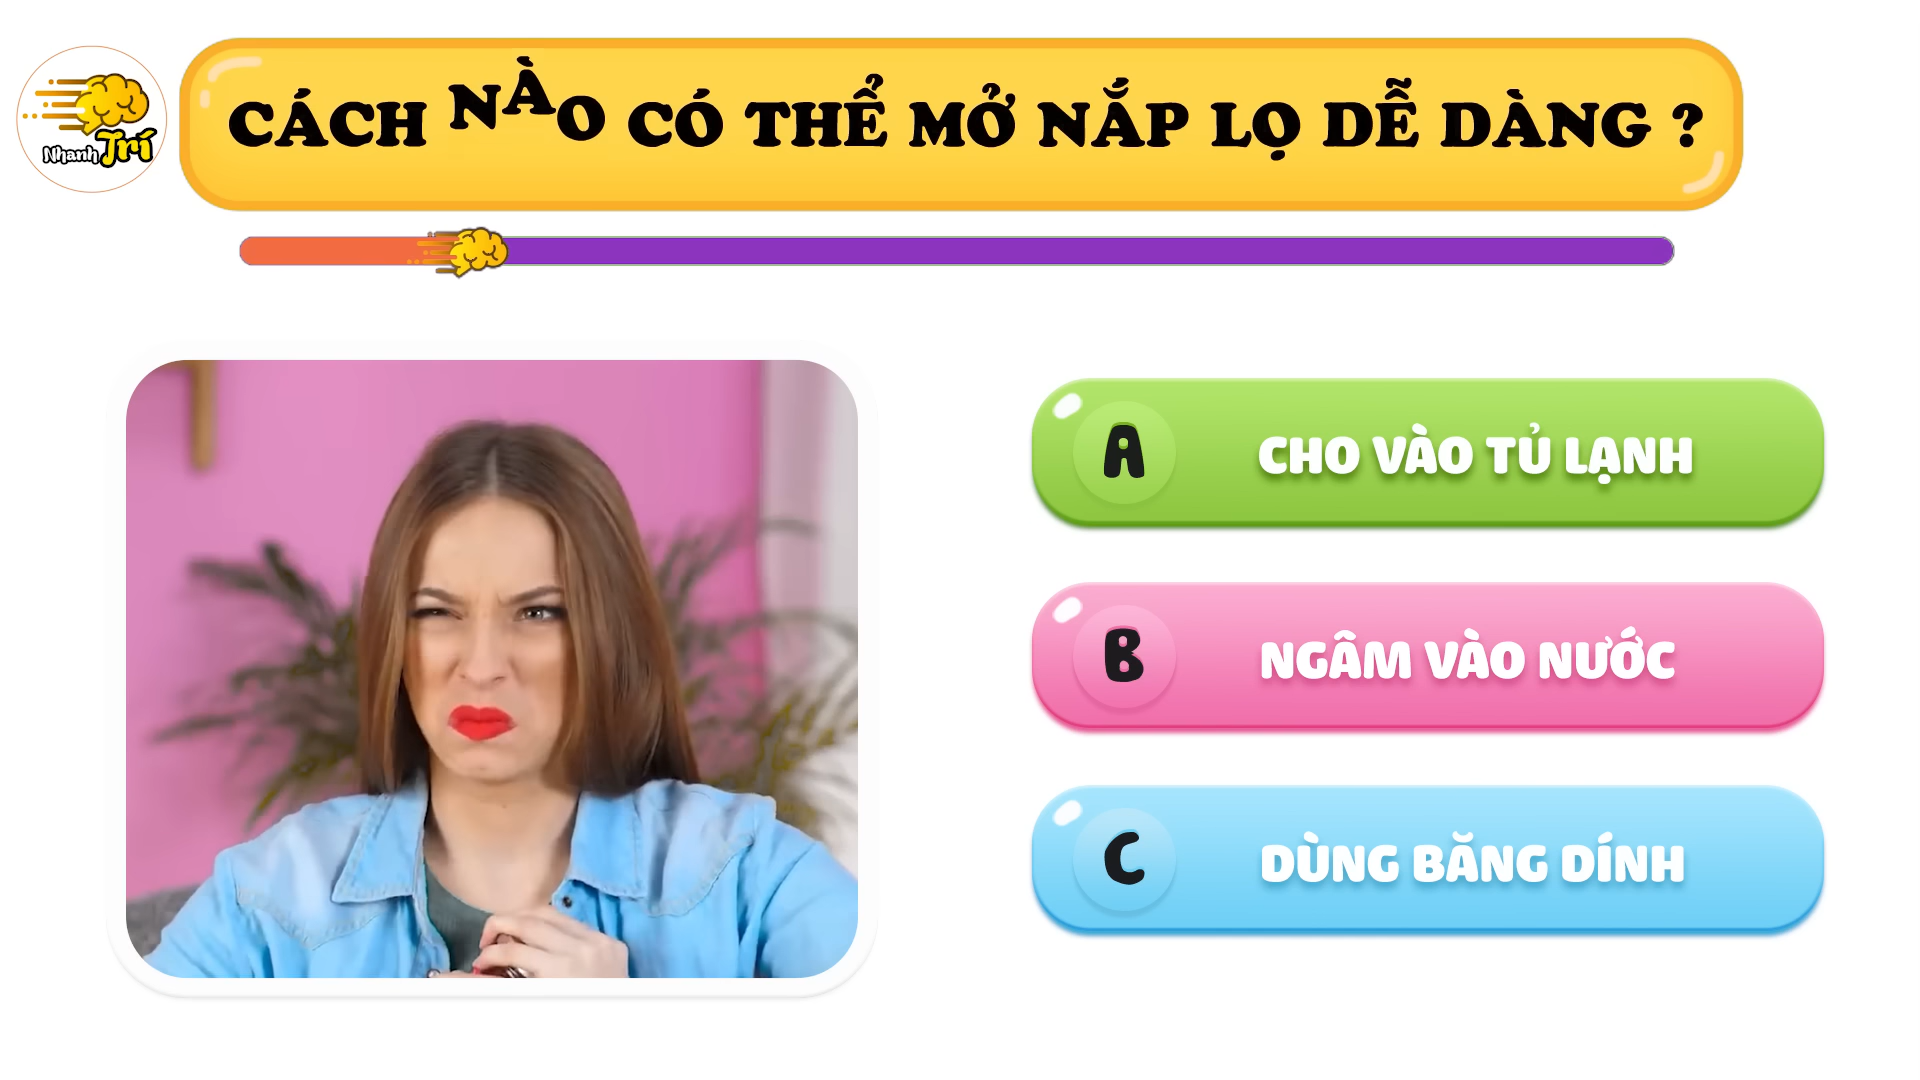 Nhanh Trí
CÁCH NÀO CÓ THỂ MỞ NẮP LỌ DỄ DÀNG ?
A CHO VÀO TỦ LẠNH
B NGÂM VÀO NƯỚC
C DÙNG BĂNG DÍNH